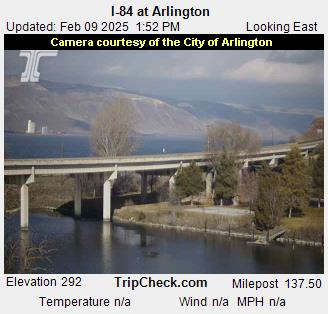 I-84 at Arlington
Updated: Feb 09 2025 1:52 PM Looking East
Camera courtesy of the City of Arlington
Elevation 292 TripCheck.com Milepost 137.50
Temperature n/a Wind n/a MPH n/a